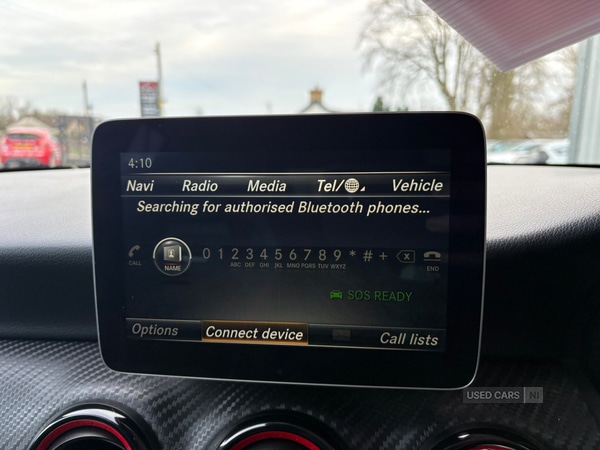 4:10
Navi Radio Media Tel/ Vehicle
Searching for authorised Bluetooth phones...
0 1 2 3 4 5 6 7 8 9 * # +
ABC DEF GHI JKL MNO PQRS TUV WXYZ
CALL NAME END
SOS READY
Options Connect device Call lists
USED CARS NI